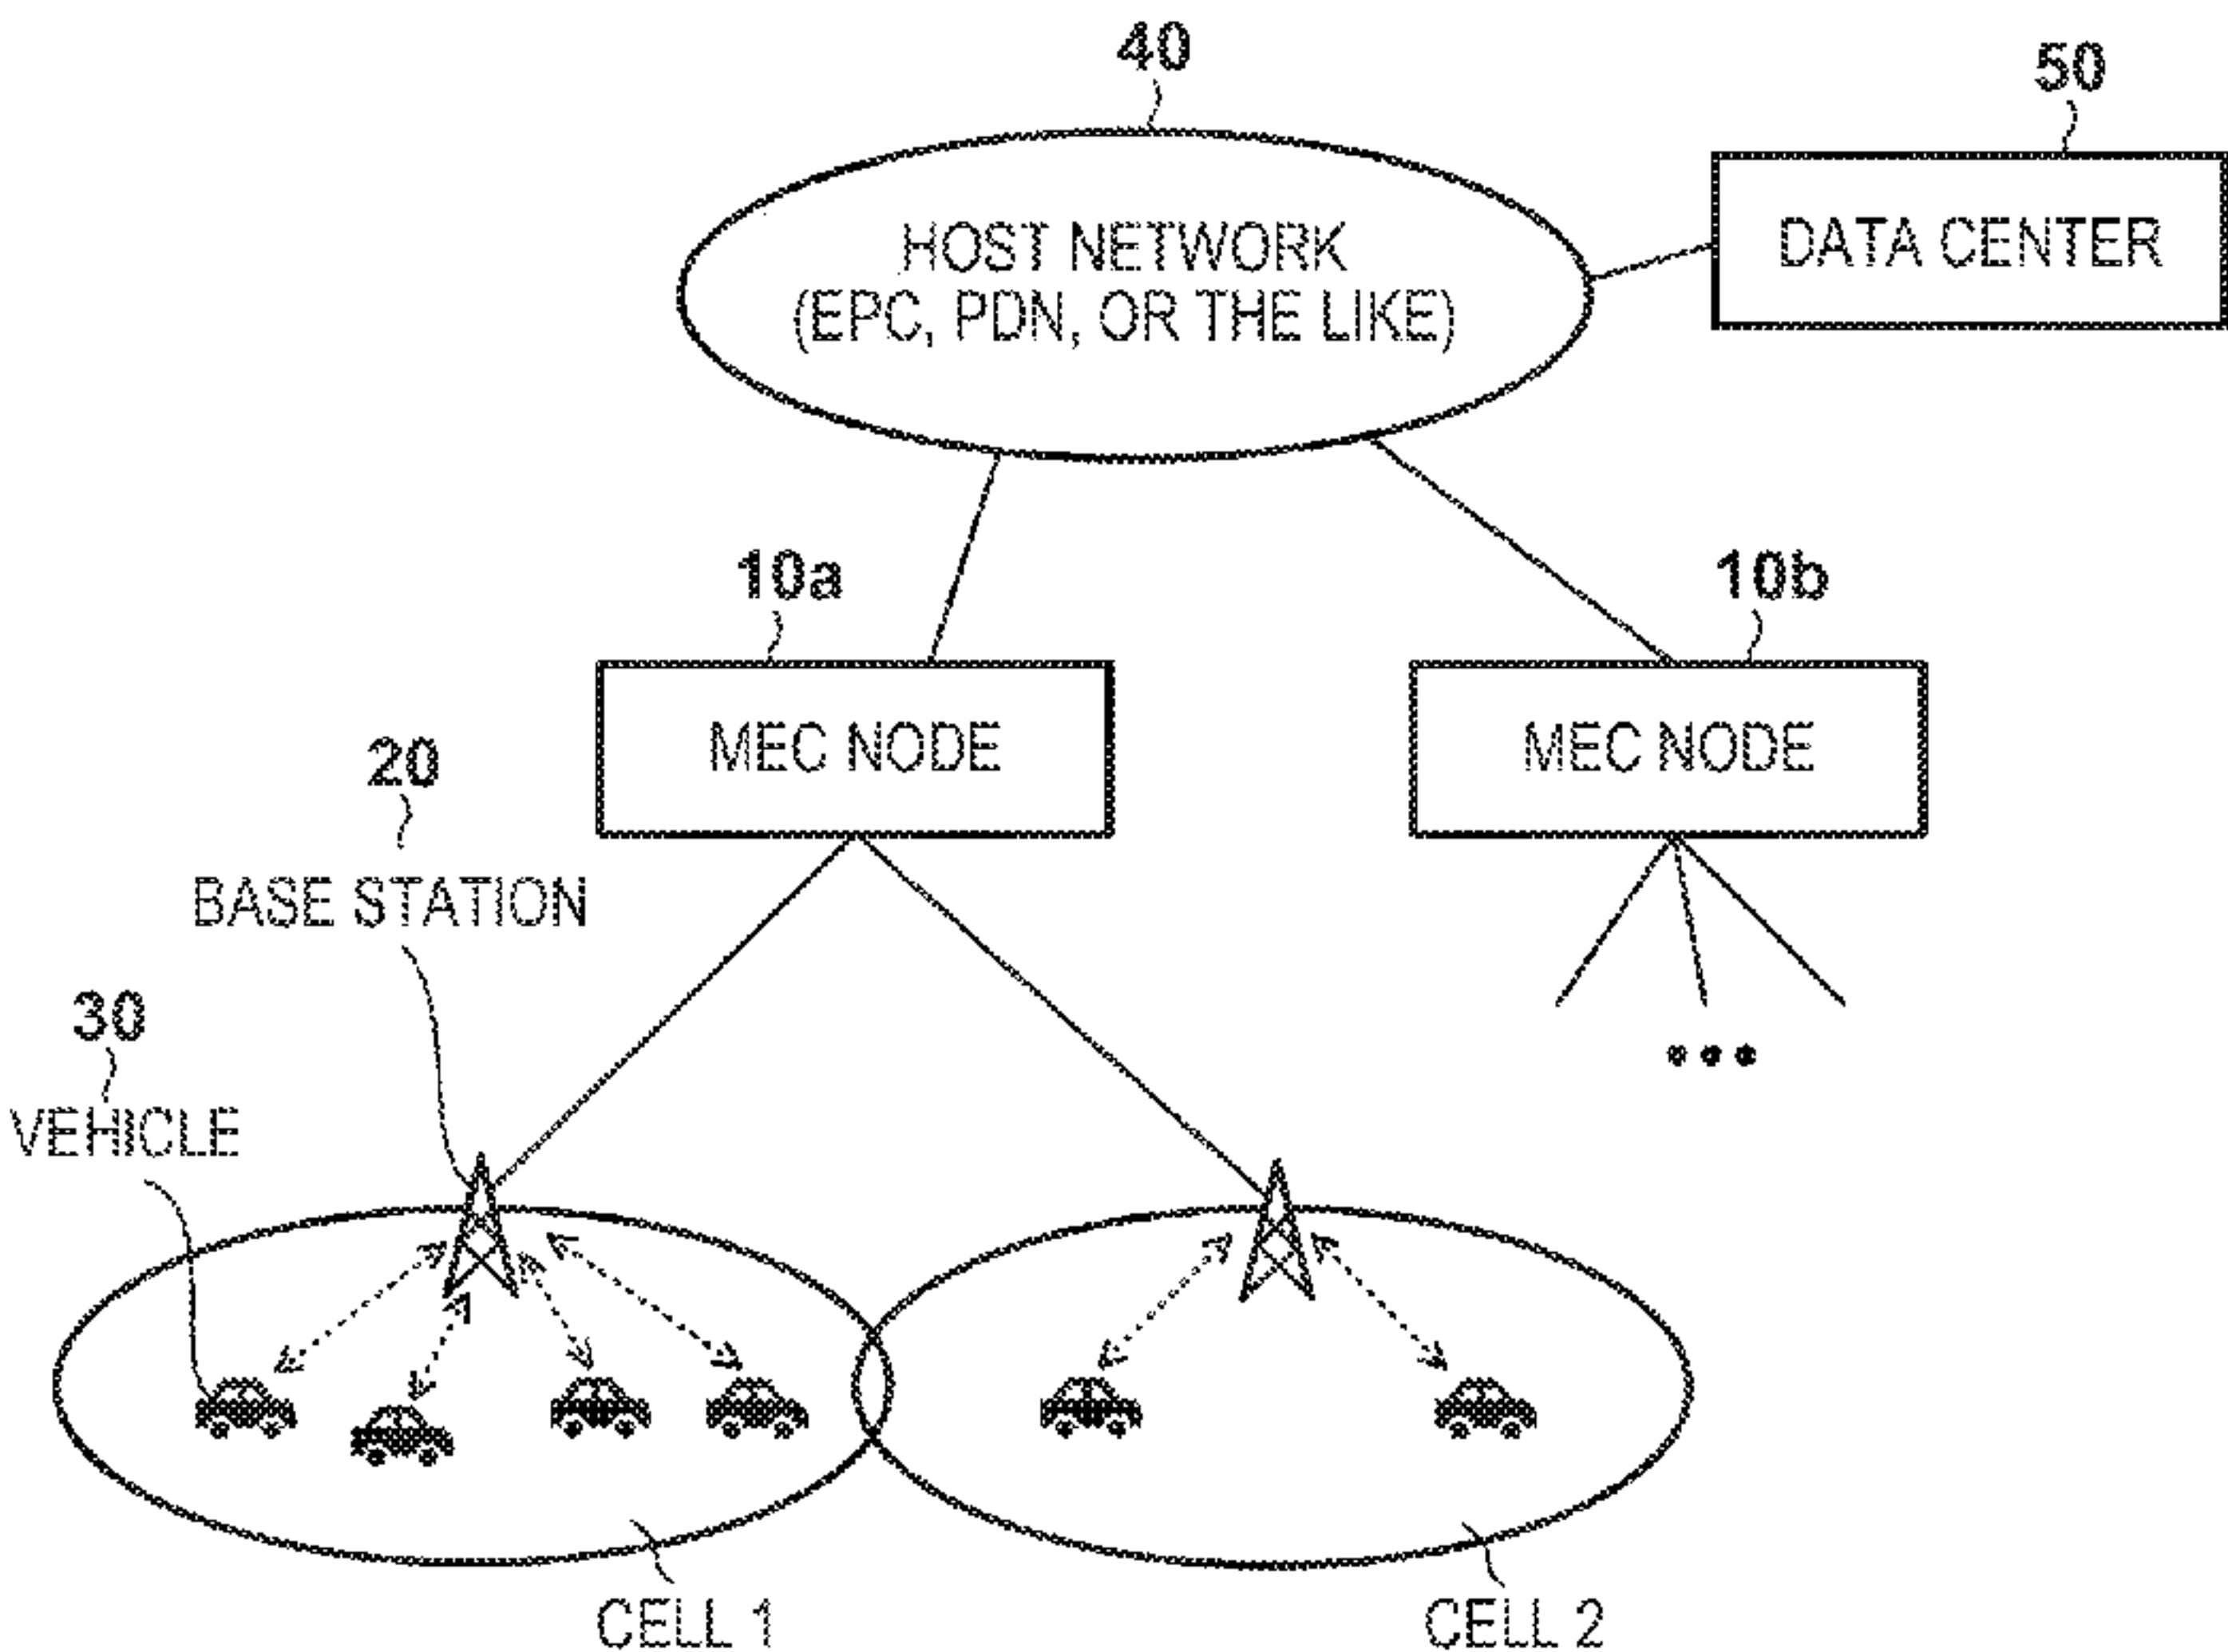 40
50
HOST NETWORK
(EPC, PDN, OR THE LIKE)
DATA CENTER
10a
10b
MEC NODE
MEC NODE
20
BASE STATION
30
VEHICLE
CELL 1
CELL 2